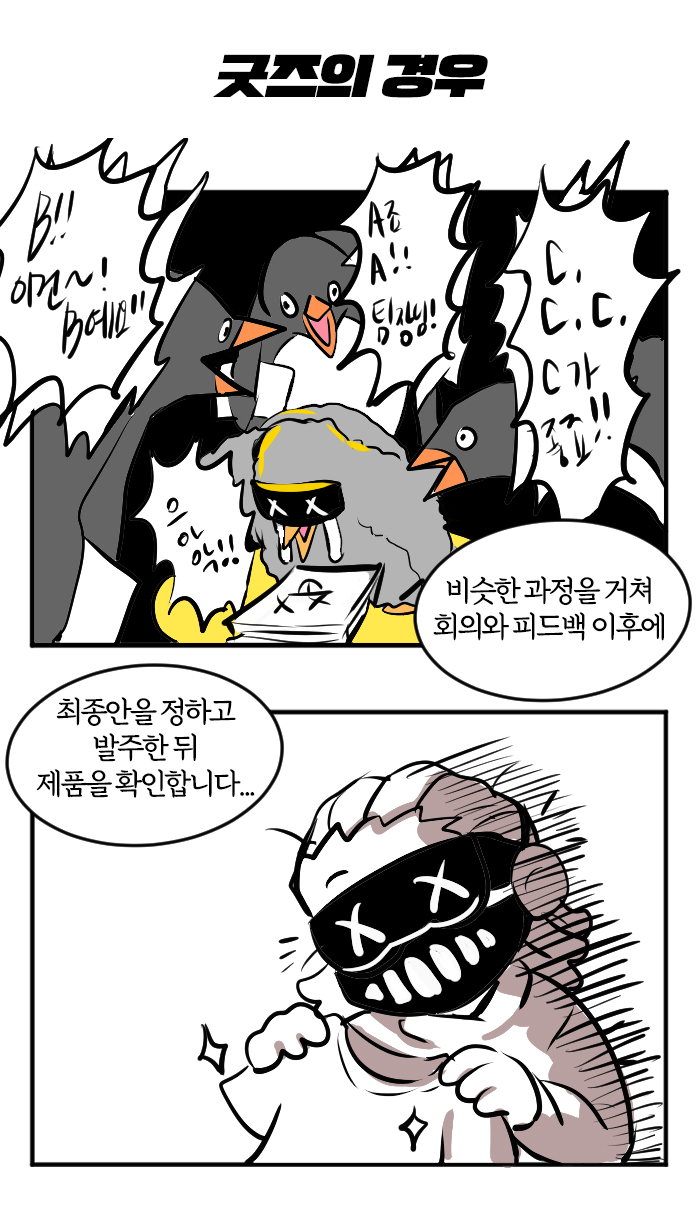 굿즈의 경우
B!!
이건~!
B예요!!
A조
A!!
팀장님!
C.
C. C.
C가
좋죠!!
으아
악!!
비슷한 과정을 거쳐
회의와 피드백 이후에
최종안을 정하고
발주한 뒤
제품을 확인합니다...